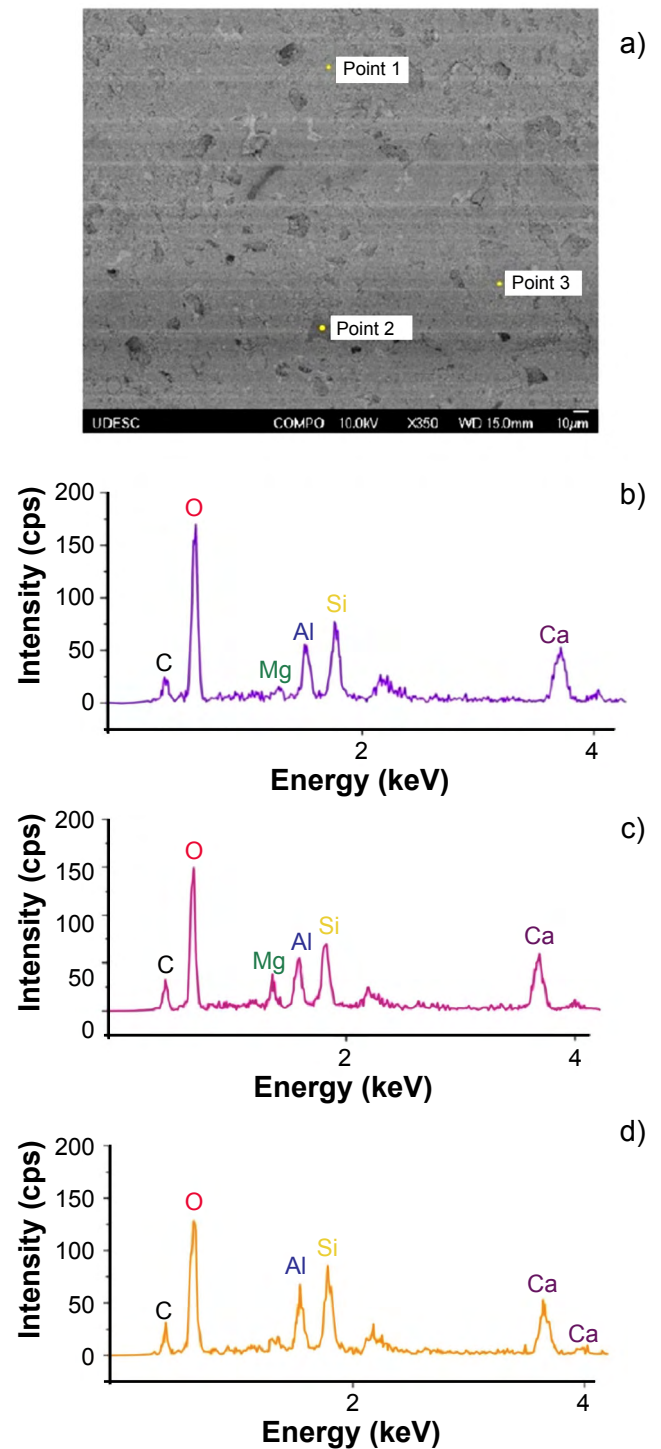 a)
Point 1
Point 3
Point 2
UDESC COMPO 10.0kV X350 WD 15.0mm 10μm
b)
Intensity (cps)
200
150
100
50
0
C
O
Mg
Al
Si
Ca
2
4
Energy (keV)
c)
Intensity (cps)
200
150
100
50
0
C
O
Mg
Al
Si
Ca
2
4
Energy (keV)
d)
Intensity (cps)
200
150
100
50
0
C
O
Al
Si
Ca
Ca
2
4
Energy (keV)